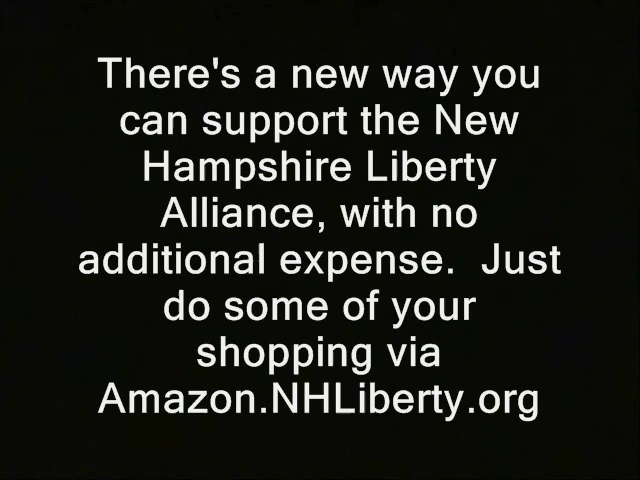 There's a new way you
can support the New
Hampshire Liberty
Alliance, with no
additional expense.  Just
do some of your
shopping via
Amazon.NHLiberty.org